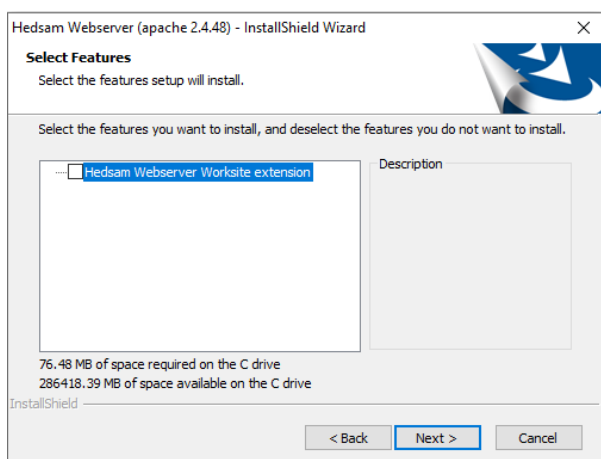 Hedsam Webserver (apache 2.4.48) - InstallShield Wizard
Select Features
Select the features setup will install.
Select the features you want to install, and deselect the features you do not want to install.
Hedsam Webserver Worksite extension
Description
76.48 MB of space required on the C drive
286418.39 MB of space available on the C drive
InstallShield
< Back Next > Cancel